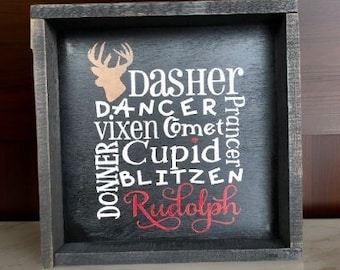 DasHer
DANCER
Prancer
vixen Comet
Cupid
DONNER
BLITZEN
Rudolph